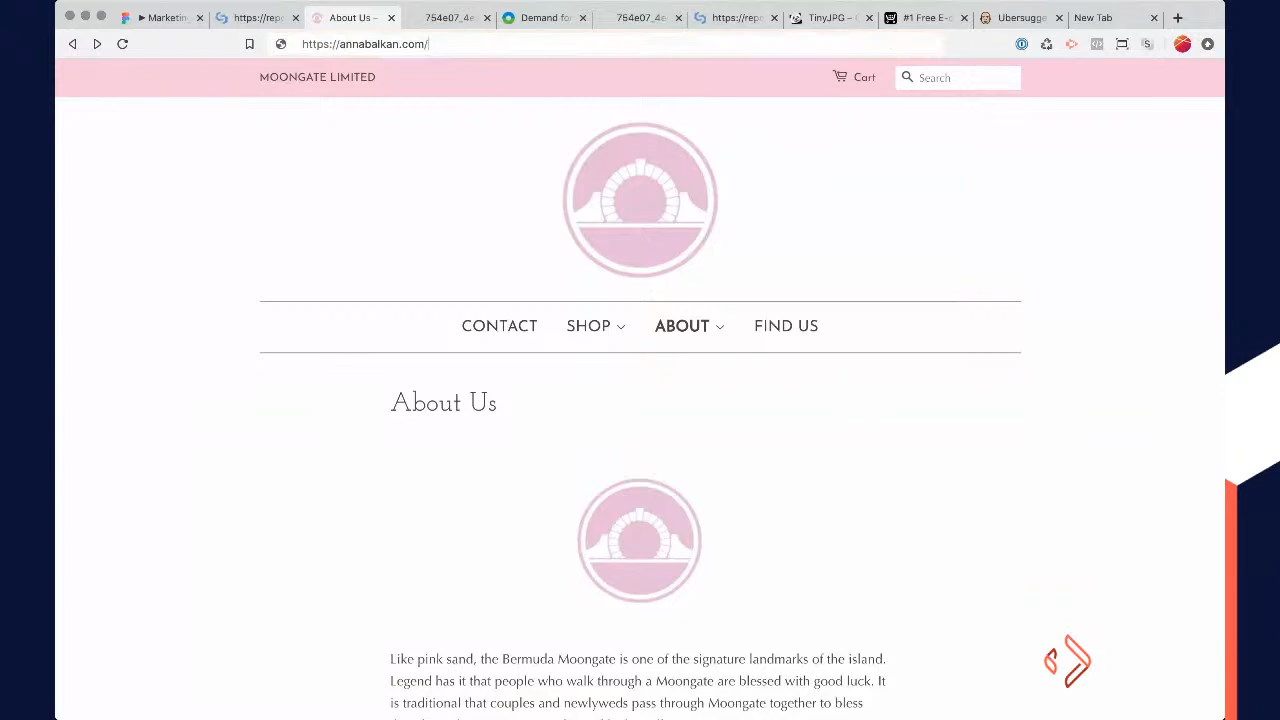 ▶ Marketin
https://repo
About Us –
754e07_4e
Demand for
754e07_4e
https://repo
TinyJPG – C
#1 Free E-c
Ubersugge
New Tab
https://annabalkan.com/
MOONGATE LIMITED
Cart
Search
CONTACT
SHOP
ABOUT
FIND US
About Us
Like pink sand, the Bermuda Moongate is one of the signature landmarks of the island.
Legend has it that people who walk through a Moongate are blessed with good luck. It
is traditional that couples and newlyweds pass through Moongate together to bless